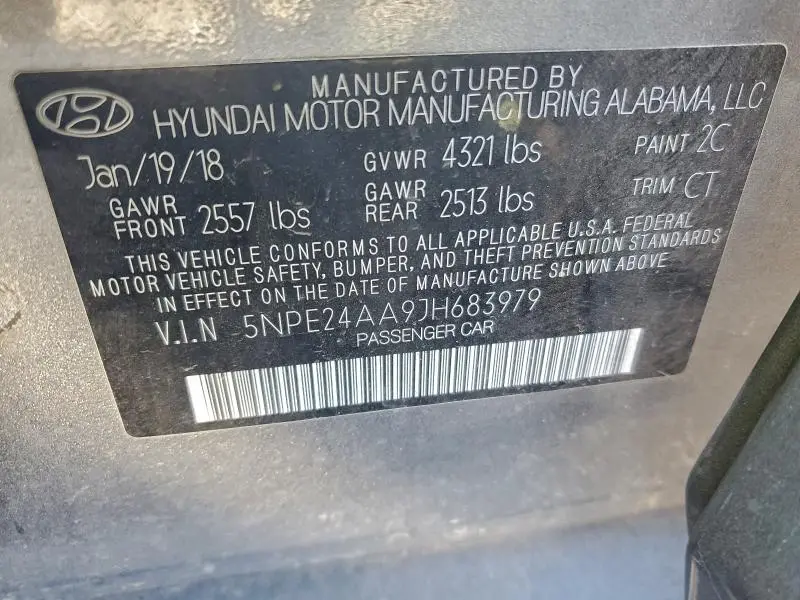 MANUFACTURED BY
HYUNDAI MOTOR MANUFACTURING ALABAMA, LLC
Jan/19/18 GVWR 4321 lbs PAINT 2C
GAWR FRONT 2557 lbs GAWR REAR 2513 lbs TRIM CT
THIS VEHICLE CONFORMS TO ALL APPLICABLE U.S.A. FEDERAL
MOTOR VEHICLE SAFETY, BUMPER, AND THEFT PREVENTION STANDARDS
IN EFFECT ON THE DATE OF MANUFACTURE SHOWN ABOVE
V.I.N 5NPE24AA9JH683979
PASSENGER CAR